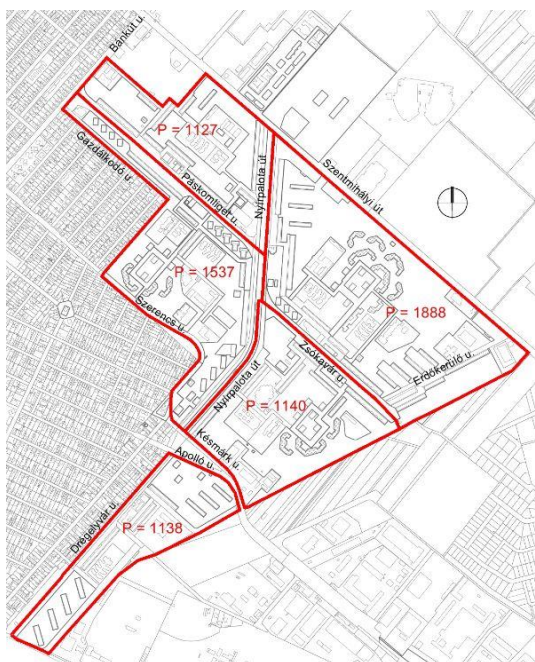 Bánkút u.
P = 1127
Gazdálkodó u.
Páskomliget u.
Nyírpalota út
Szentmihályi út
P = 1537
Szerencs u.
P = 1888
Zsókavár u.
Erdőkerülő u.
Nyírpalota út
P = 1140
Késmárk u.
Apolló u.
Drégelyvár u.
P = 1138